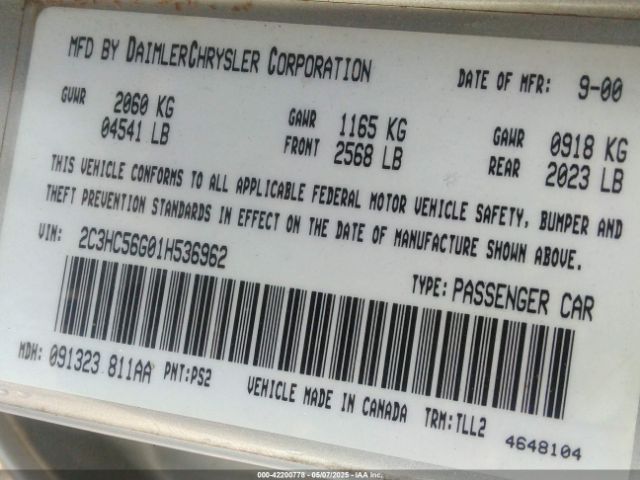 MFD BY DAIMLERCHRYSLER CORPORATION DATE OF MFR: 9-00
GVWR 2060 KG GAWR 1165 KG GAWR 0918 KG
04541 LB FRONT 2568 LB REAR 2023 LB
THIS VEHICLE CONFORMS TO ALL APPLICABLE FEDERAL MOTOR VEHICLE SAFETY, BUMPER AND
THEFT PREVENTION STANDARDS IN EFFECT ON THE DATE OF MANUFACTURE SHOWN ABOVE.
VIN: 2C3HC56G01H536962 TYPE: PASSENGER CAR
MDH: 091323 811AA PNT:PS2 VEHICLE MADE IN CANADA TRM:TLL2 4648104
000-42200778 | 05/07/2025 - IAA Inc.